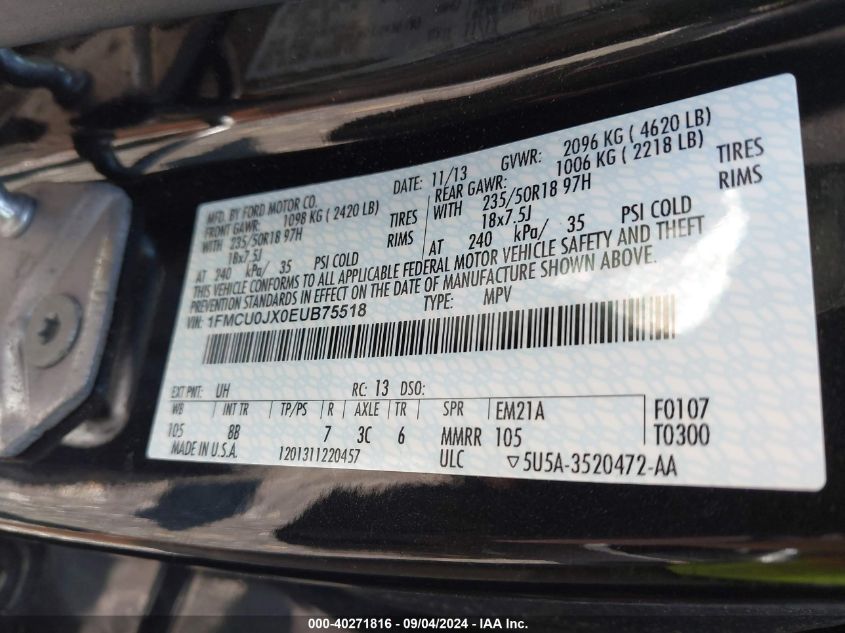 MFD. BY FORD MOTOR CO.
DATE: 11/13 GVWR: 2096 KG ( 4620 LB)
FRONT GAWR: 1098 KG ( 2420 LB)
REAR GAWR: 1006 KG ( 2218 LB)
WITH 235/50R18 97H TIRES
WITH 235/50R18 97H TIRES
18x7.5J RIMS
18x7.5J RIMS
AT 240 kPa/ 35 PSI COLD
AT 240 kPa/ 35 PSI COLD
THIS VEHICLE CONFORMS TO ALL APPLICABLE FEDERAL MOTOR VEHICLE SAFETY AND THEFT
PREVENTION STANDARDS IN EFFECT ON THE DATE OF MANUFACTURE SHOWN ABOVE.
VIN: 1FMCU0JX0EUB75518 TYPE: MPV
EXT PNT: UH RC: 13 DSO:
WB INT TR TP/PS R AXLE TR SPR EM21A F0107
105 8B 7 3C 6 MMRR 105 T0300
MADE IN U.S.A. 1201311220457 ULC ▽5U5A-3520472-AA
000-40271816 - 09/04/2024 - IAA Inc.